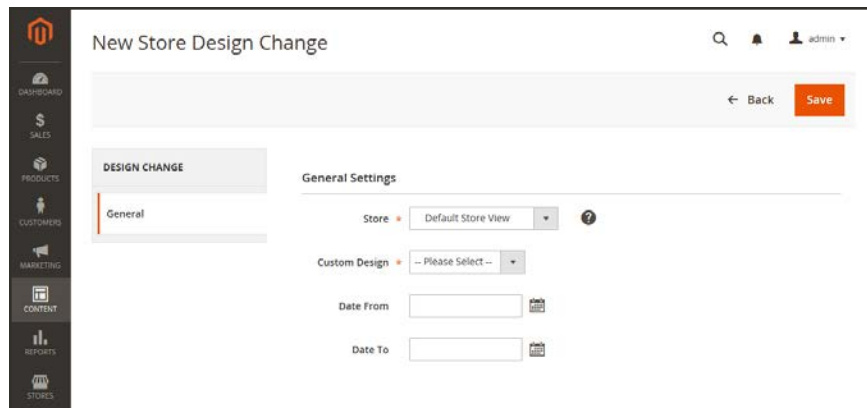 New Store Design Change
admin
Back
Save
DASHBOARD
SALES
PRODUCTS
CUSTOMERS
MARKETING
CONTENT
REPORTS
STORES
DESIGN CHANGE
General
General Settings
Store * Default Store View
Custom Design * -- Please Select --
Date From
Date To